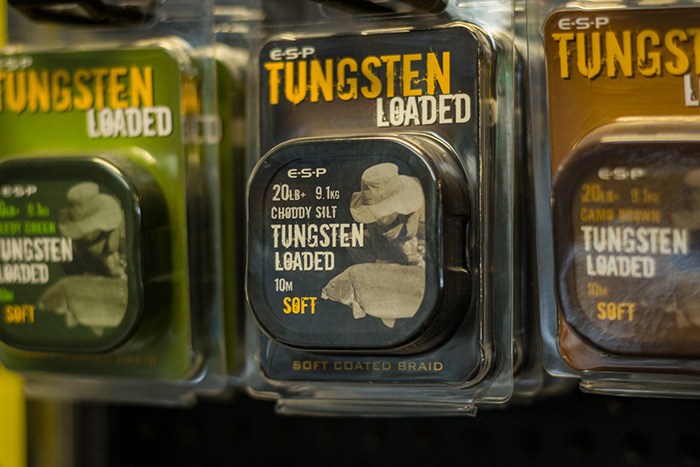 E·S·P
TUNGSTEN
LOADED
E·S·P
TUNGSTEN
LOADED
SOFT
E·S·P
TUNGSTEN
LOADED
E·S·P
20LB+ 9.1KG
CHODDY SILT
TUNGSTEN
LOADED
10M
SOFT
SOFT COATED BRAID
E·S·P
TUNGST
L
E·S·P
20LB+ 9.1KG
CAMO BROWN
TUNGSTEN
LOADED
10M
SOFT